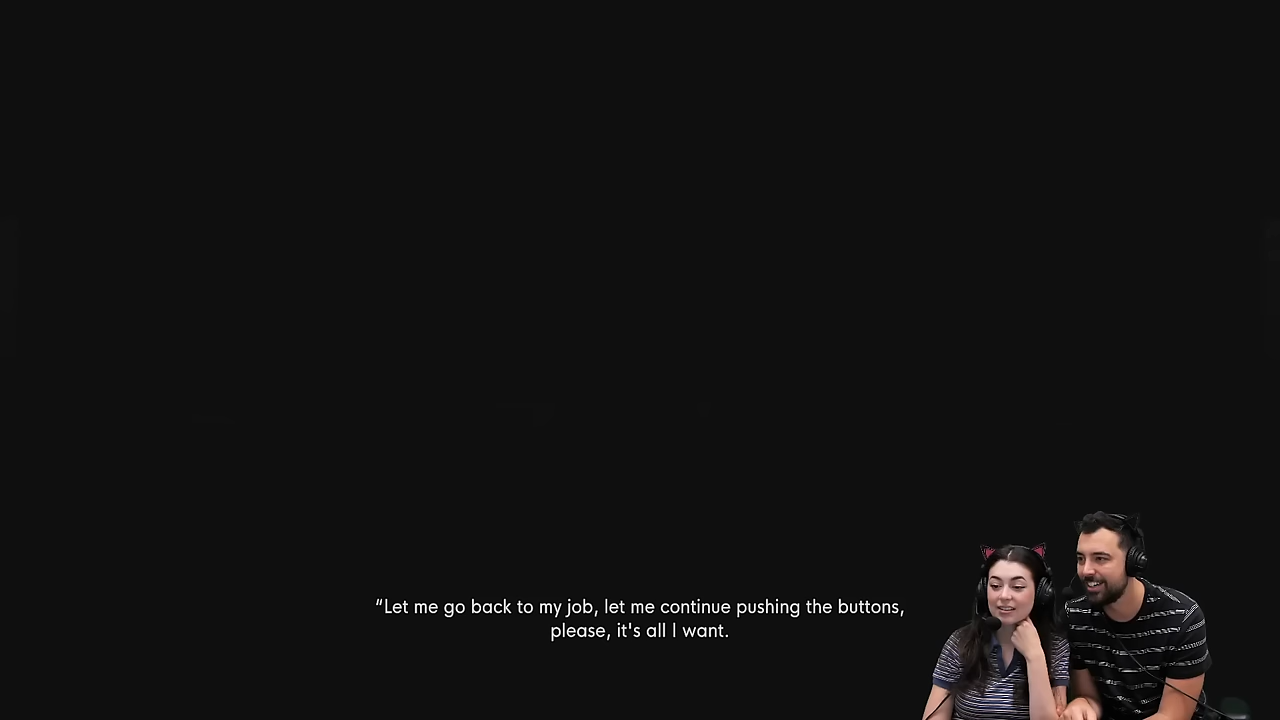 “Let me go back to my job, let me continue pushing the buttons,
please, it's all I want.